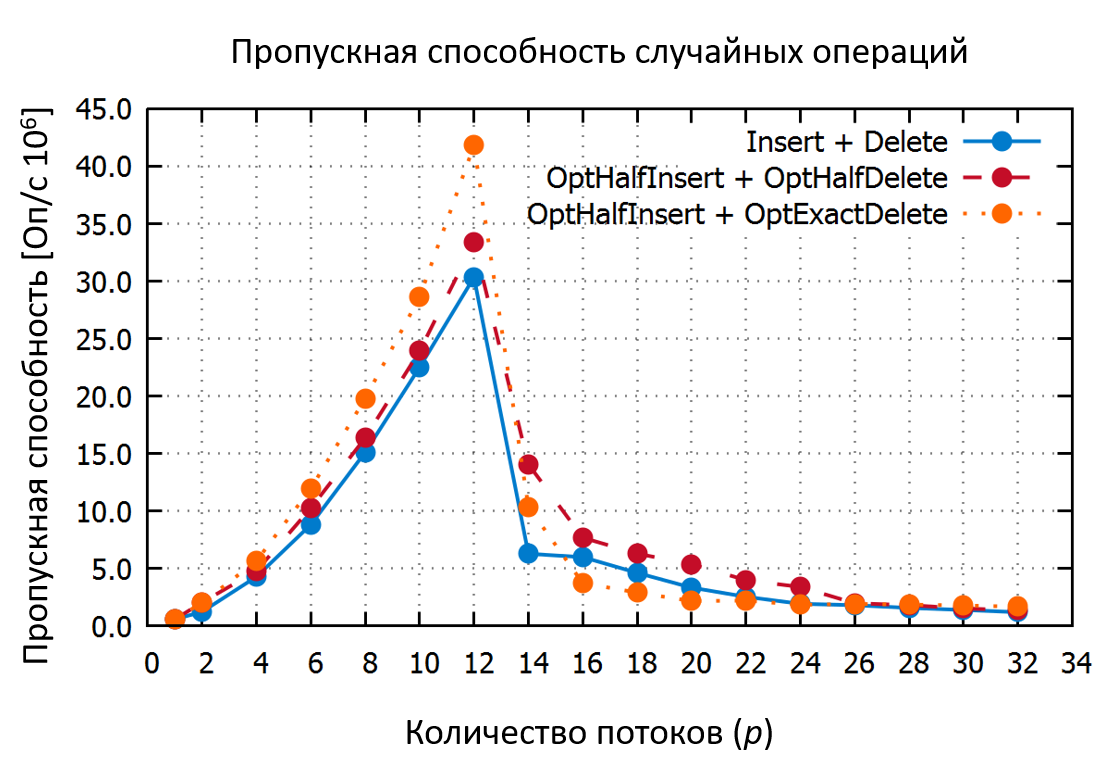 Пропускная способность случайных операций
Пропускная способность [Оп/с 10⁶]
45.0
40.0
35.0
30.0
25.0
20.0
15.0
10.0
5.0
0.0
Insert + Delete
OptHalfInsert + OptHalfDelete
OptHalfInsert + OptExactDelete
0 2 4 6 8 10 12 14 16 18 20 22 24 26 28 30 32 34
Количество потоков (p)